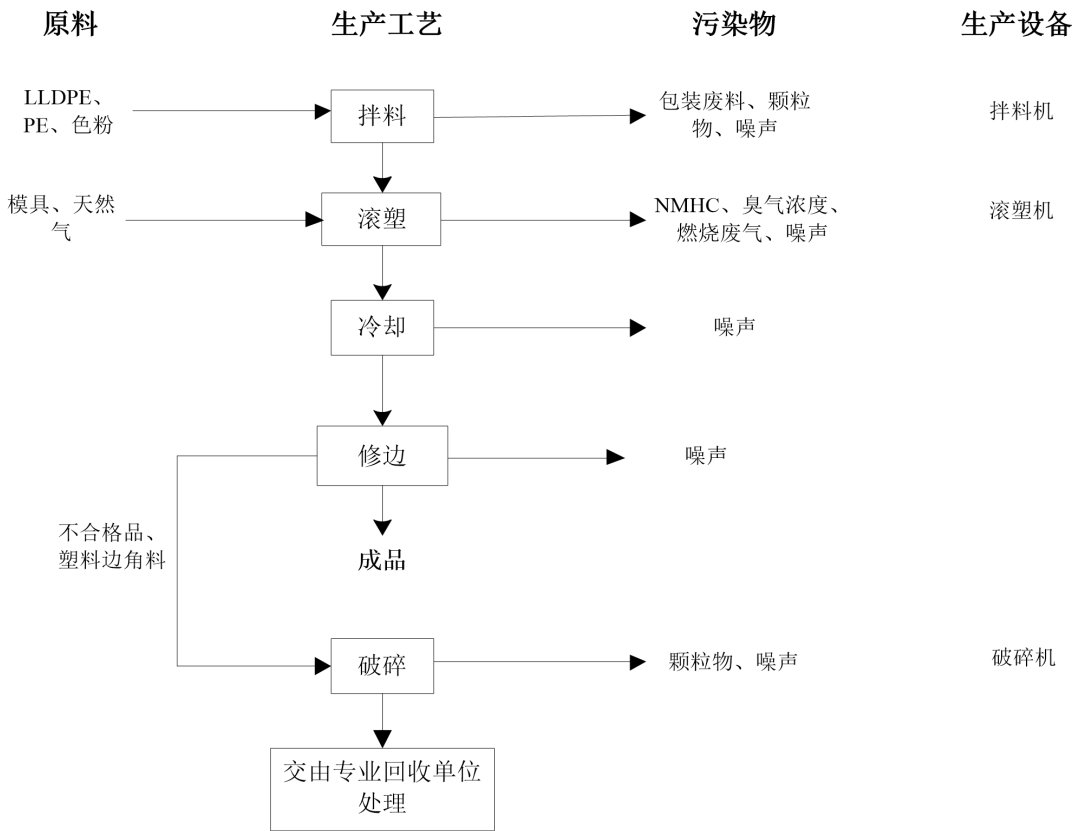 原料
生产工艺
污染物
生产设备
LLDPE、
PE、色粉
拌料
包装废料、颗粒
物、噪声
拌料机
模具、天然
气
滚塑
NMHC、臭气浓度、
燃烧废气、噪声
滚塑机
冷却
噪声
修边
噪声
不合格品、
塑料边角料
成品
破碎
颗粒物、噪声
破碎机
交由专业回收单位
处理